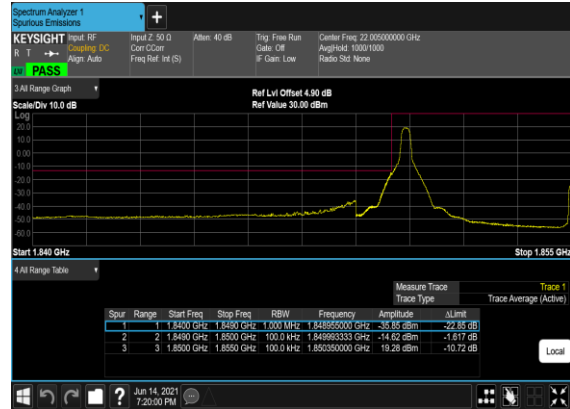 Spectrum Analyzer 1
Spurious Emissions
KEYSIGHT Input: RF Input Z: 50 Ω Atten: 40 dB Trig: Free Run Center Freq: 22.005000000 GHz
R T Coupling: DC Corr CCorr Gate: Off Avg|Hold: 1000/1000
Align: Auto Freq Ref: Int (S) IF Gain: Low Radio Std: None
PASS
3 All Range Graph
Ref Lvl Offset 4.90 dB
Scale/Div 10.0 dB Ref Value 30.00 dBm
Log
20.0
10.0
0.00
-10.0
-20.0
-30.0
-40.0
-50.0
-60.0
Start 1.840 GHz Stop 1.855 GHz
4 All Range Table
Measure Trace Trace 1
Trace Type Trace Average (Active)
Spur Range Start Freq Stop Freq RBW Frequency Amplitude ΔLimit
1 1 1.8400 GHz 1.8490 GHz 1.000 MHz 1.848955000 GHz -35.85 dBm -22.85 dB
2 2 1.8490 GHz 1.8500 GHz 100.0 kHz 1.849993333 GHz -14.62 dBm -1.617 dB
3 3 1.8500 GHz 1.8550 GHz 100.0 kHz 1.850350000 GHz 19.28 dBm -10.72 dB
Local
?
Jun 14, 2021
7:20:00 PM